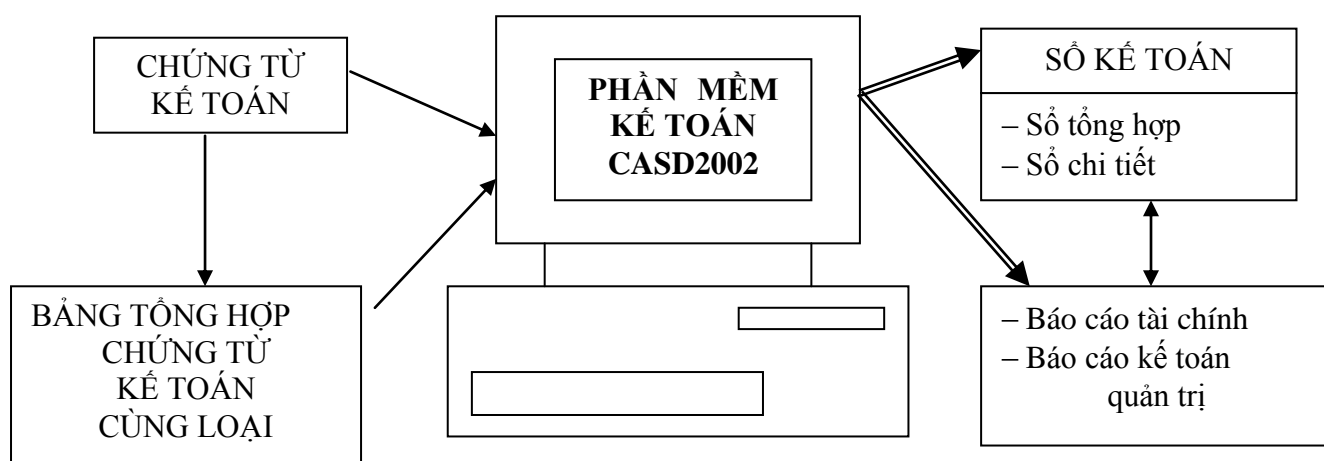 CHỨNG TỪ
KẾ TOÁN
BẢNG TỔNG HỢP
CHỨNG TỪ
KẾ TOÁN
CÙNG LOẠI
PHẦN MỀM
KẾ TOÁN
CASD2002
SỔ KẾ TOÁN
– Sổ tổng hợp
– Sổ chi tiết
– Báo cáo tài chính
– Báo cáo kế toán
quản trị